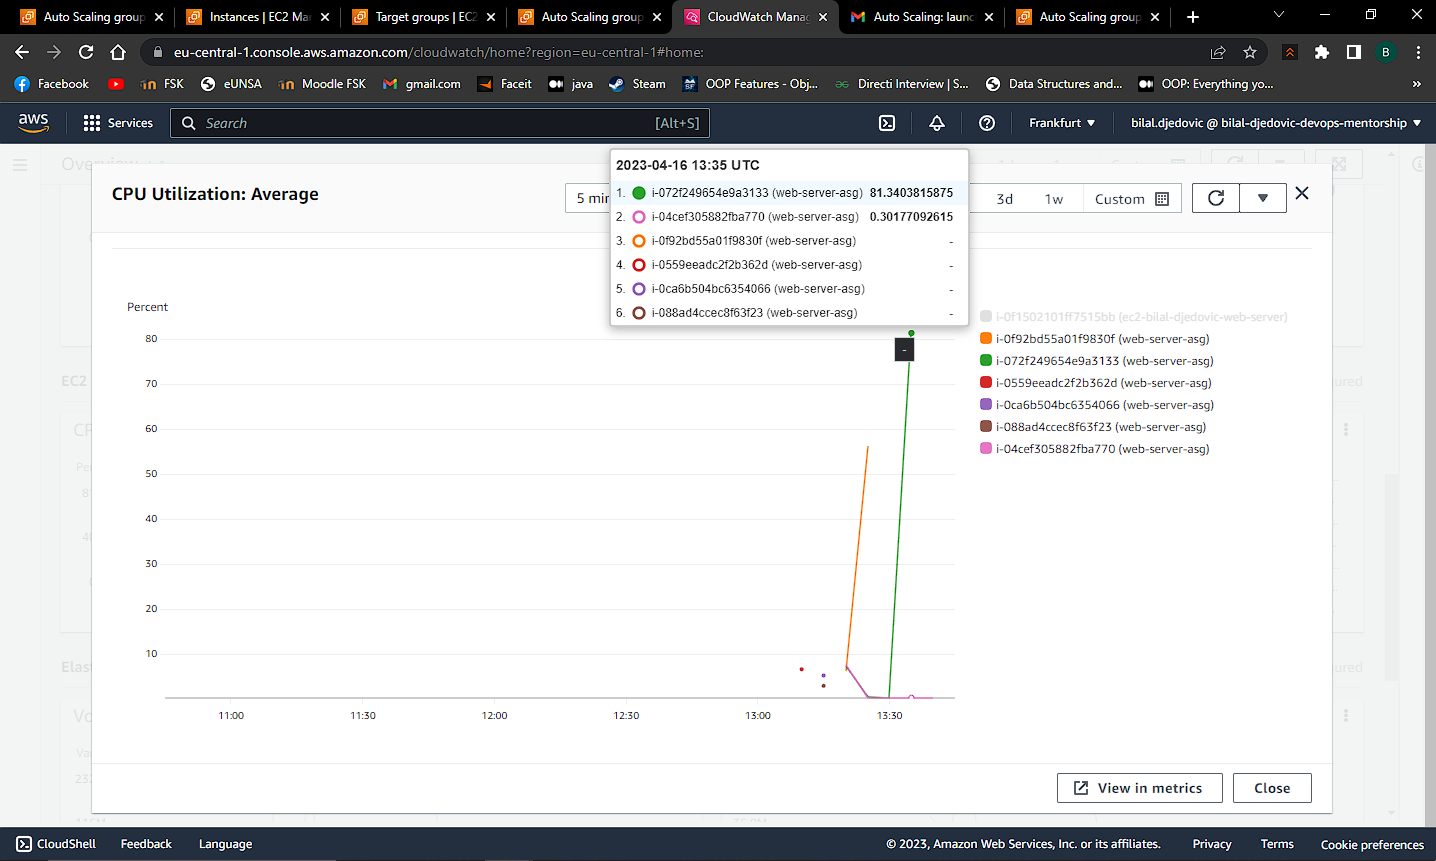 Auto Scaling group
Instances | EC2 Mar
Target groups | EC2
Auto Scaling group
CloudWatch Manag
Auto Scaling: launc
Auto Scaling group
eu-central-1.console.aws.amazon.com/cloudwatch/home?region=eu-central-1#home:
B
Facebook
FSK
eUNSA
Moodle FSK
gmail.com
Faceit
java
Steam
OOP Features - Obj...
Directi Interview | S...
Data Structures and...
OOP: Everything yo...
»
aws
Services
Search
[Alt+S]
Frankfurt
bilal.djedovic @ bilal-djedovic-devops-mentorship
Overview
CPU Utilization: Average
5 min
3d
1w
Custom
2023-04-16 13:35 UTC
1. i-072f249654e9a3133 (web-server-asg) 81.3403815875
2. i-04cef305882fba770 (web-server-asg) 0.30177092615
3. i-0f92bd55a01f9830f (web-server-asg) -
4. i-0559eeadc2f2b362d (web-server-asg) -
5. i-0ca6b504bc6354066 (web-server-asg) -
6. i-088ad4ccec8f63f23 (web-server-asg) -
Percent
80
70
60
50
40
30
20
10
-
11:00
11:30
12:00
12:30
13:00
13:30
i-0f1502101ff7515bb (ec2-bilal-djedovic-web-server)
i-0f92bd55a01f9830f (web-server-asg)
i-072f249654e9a3133 (web-server-asg)
i-0559eeadc2f2b362d (web-server-asg)
i-0ca6b504bc6354066 (web-server-asg)
i-088ad4ccec8f63f23 (web-server-asg)
i-04cef305882fba770 (web-server-asg)
EC2
View in metrics
Close
CloudShell
Feedback
Language
© 2023, Amazon Web Services, Inc. or its affiliates.
Privacy
Terms
Cookie preferences